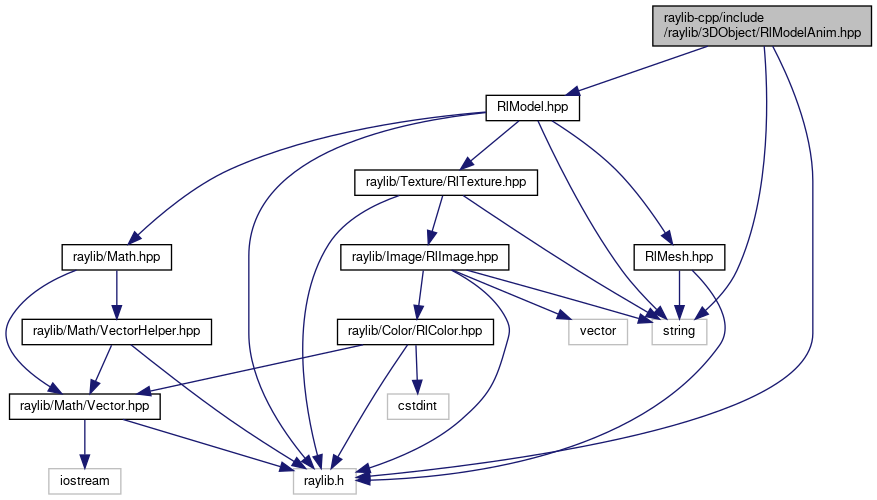 raylib-cpp/include
/raylib/3DObject/RlModelAnim.hpp
RlModel.hpp
raylib/Texture/RlTexture.hpp
raylib/Math.hpp
raylib/Image/RlImage.hpp
RlMesh.hpp
raylib/Math/VectorHelper.hpp
raylib/Color/RlColor.hpp
vector
string
raylib/Math/Vector.hpp
cstdint
iostream
raylib.h